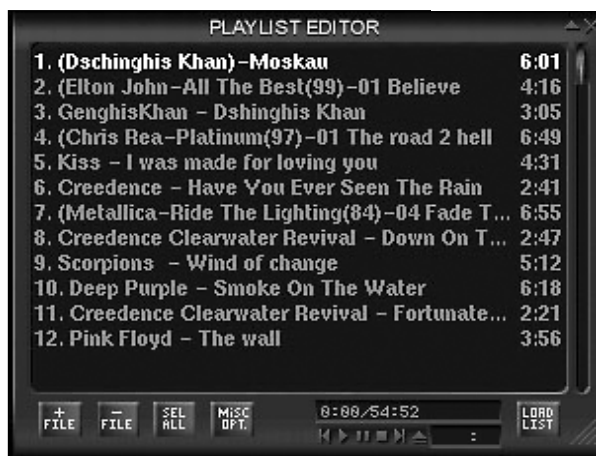 PLAYLIST EDITOR
1. (Dschinghis Khan)-Moskau 6:01
2. (Elton John-All The Best(99)-01 Believe 4:16
3. GenghisKhan - Dshinghis Khan 3:05
4. (Chris Rea-Platinum(97)-01 The road 2 hell 6:49
5. Kiss - I was made for loving you 4:31
6. Creedence - Have You Ever Seen The Rain 2:41
7. (Metallica-Ride The Lighting(84)-04 Fade T... 6:55
8. Creedence Clearwater Revival - Down On T... 2:47
9. Scorpions - Wind of change 5:12
10. Deep Purple - Smoke On The Water 6:18
11. Creedence Clearwater Revival - Fortunate... 2:21
12. Pink Floyd - The wall 3:56
+ FILE - FILE SEL ALL MISC OPT. 0:00/54:52 LOAD LIST
: